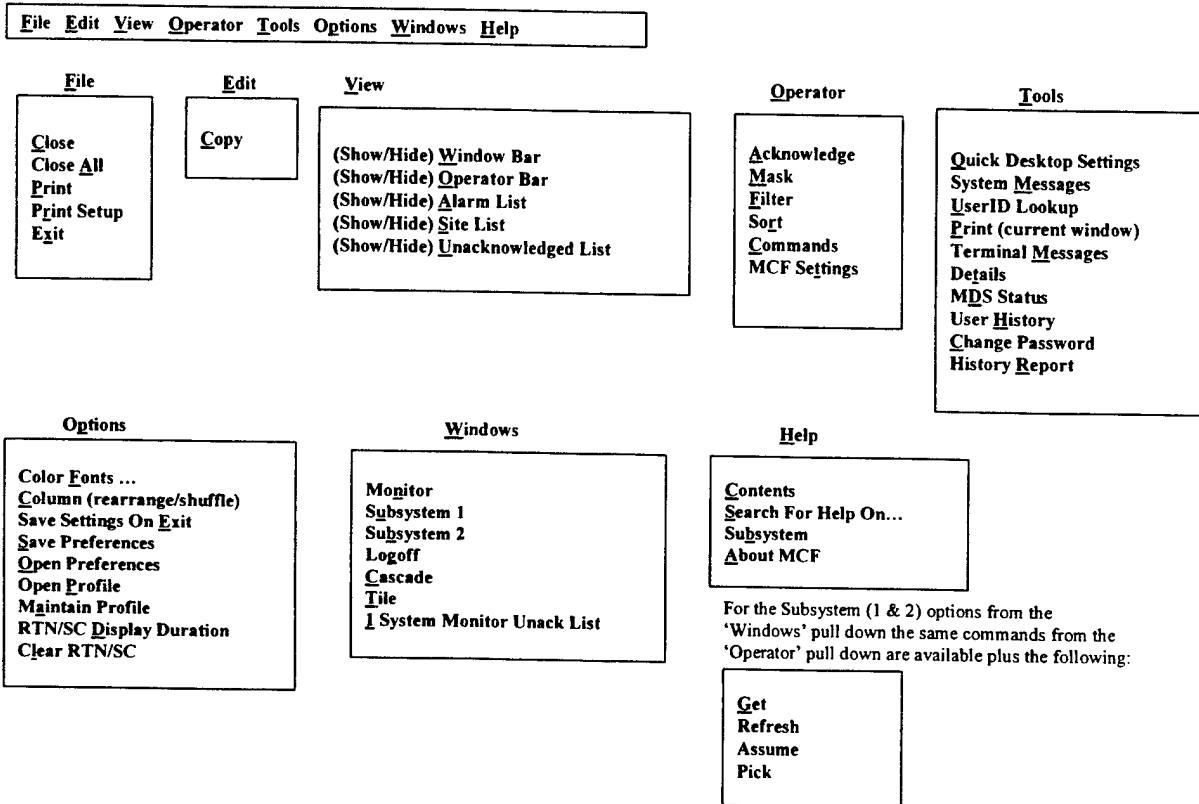 File Edit View Operator Tools Options Windows Help
File
Close
Close All
Print
Print Setup
Exit
Edit
Copy
View
(Show/Hide) Window Bar
(Show/Hide) Operator Bar
(Show/Hide) Alarm List
(Show/Hide) Site List
(Show/Hide) Unacknowledged List
Operator
Acknowledge
Mask
Filter
Sort
Commands
MCF Settings
Tools
Quick Desktop Settings
System Messages
UserID Lookup
Print (current window)
Terminal Messages
Details
MDS Status
User History
Change Password
History Report
Options
Color Fonts ...
Column (rearrange/shuffle)
Save Settings On Exit
Save Preferences
Open Preferences
Open Profile
Maintain Profile
RTN/SC Display Duration
Clear RTN/SC
Windows
Monitor
Subsystem 1
Subsystem 2
Logoff
Cascade
Tile
1 System Monitor Unack List
Help
Contents
Search For Help On...
Subsystem
About MCF
For the Subsystem (1 & 2) options from the
'Windows' pull down the same commands from the
'Operator' pull down are available plus the following:
Get
Refresh
Assume
Pick